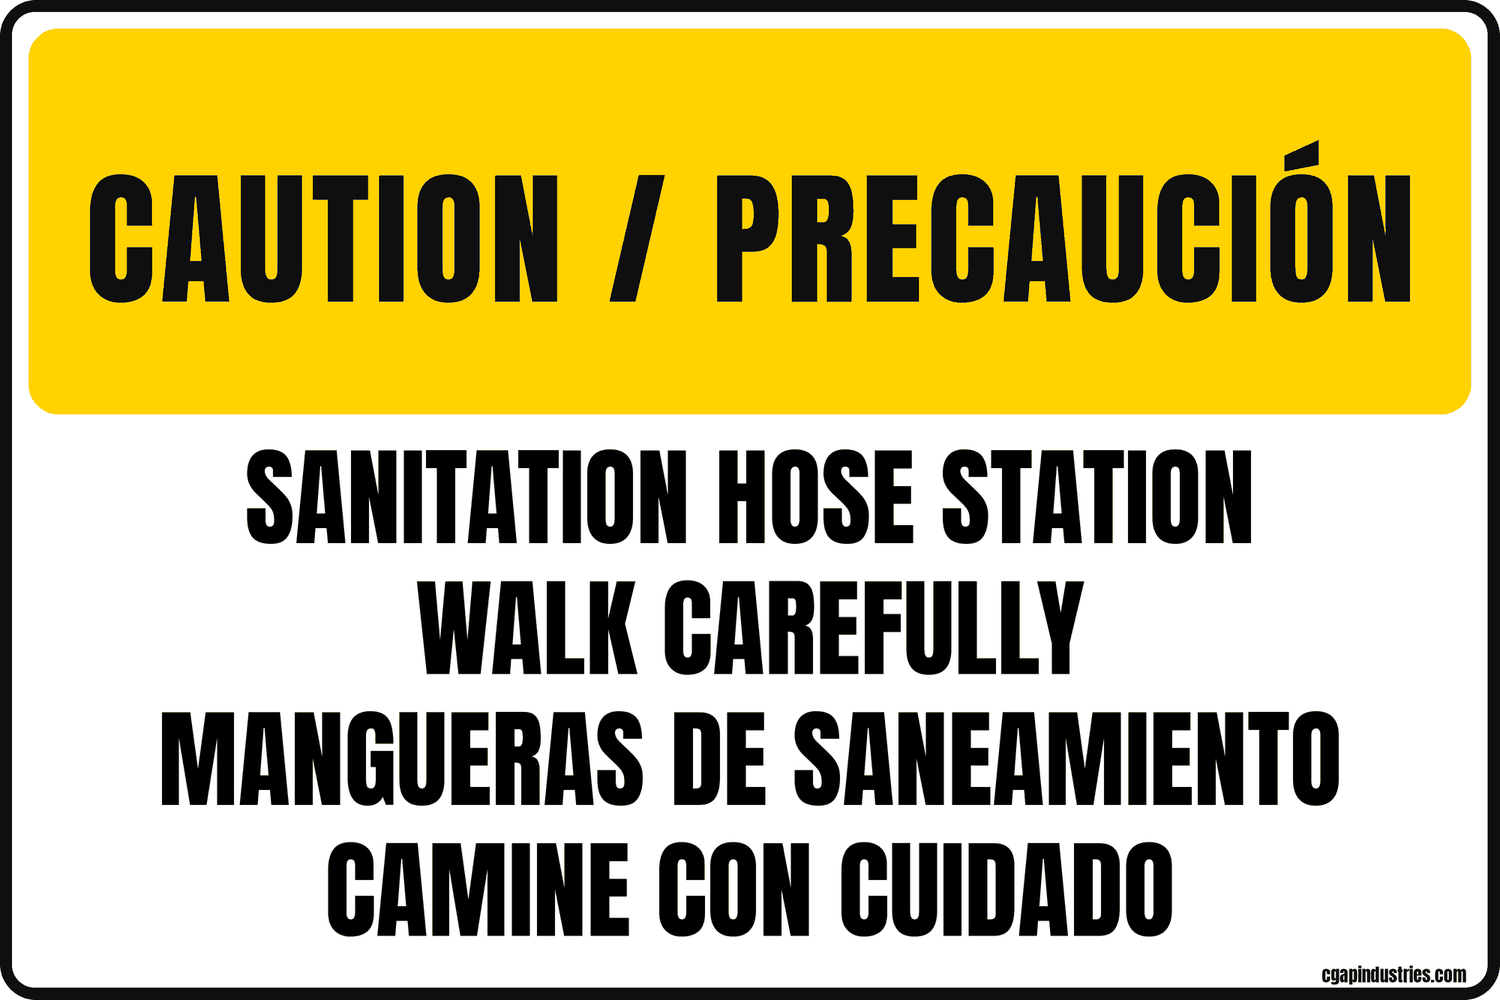 CAUTION / PRECAUCIÓN
SANITATION HOSE STATION
WALK CAREFULLY
MANGUERAS DE SANEAMIENTO
CAMINE CON CUIDADO
cgapindustries.com